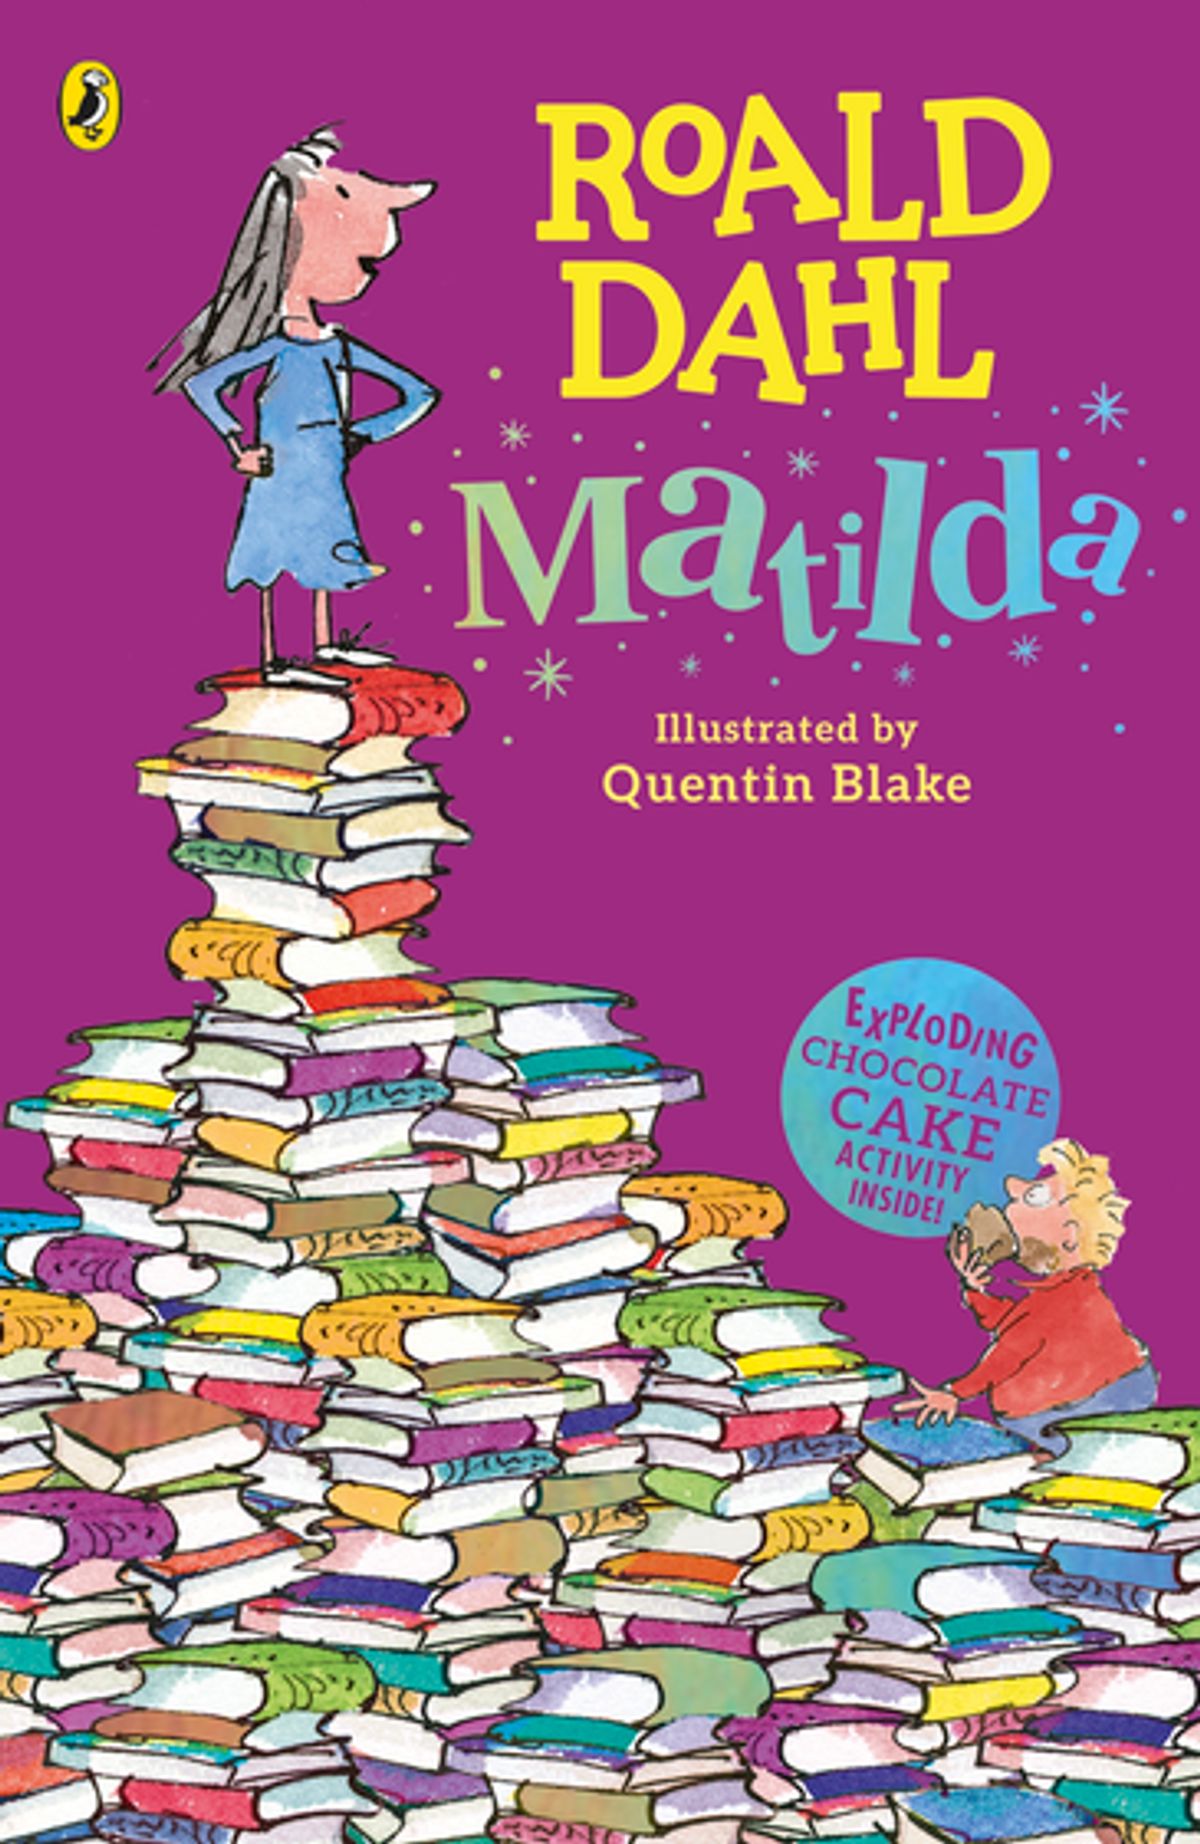 ROALD
DAHL
Matilda
Illustrated by
Quentin Blake
EXPLODING
CHOCOLATE
CAKE
ACTIVITY
INSIDE!